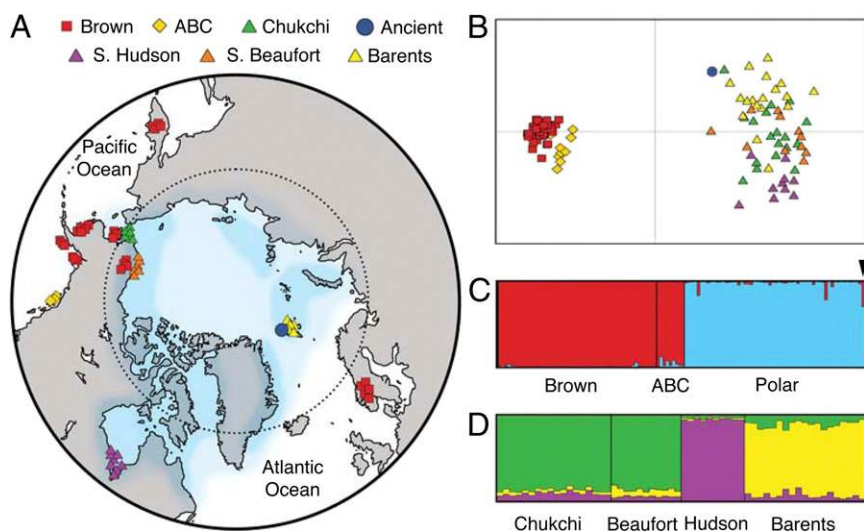 A
Brown ABC Chukchi Ancient
S. Hudson S. Beaufort Barents
Pacific
Ocean
Atlantic
Ocean
B
C
Brown ABC Polar
D
Chukchi Beaufort Hudson Barents